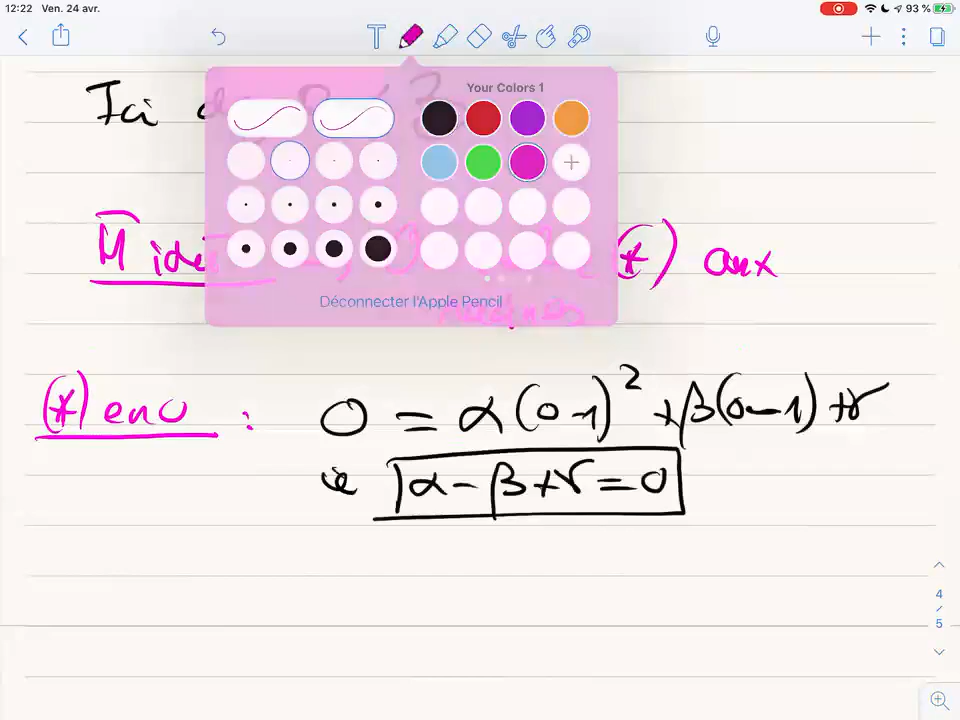 12:22 Ven. 24 avr. 93 %
T
Your Colors 1
Ici
(*) aux
Déconnecter l'Apple Pencil
(*) en 0 : 0 = α(0-1)² + β(0-1) + γ
ie α - β + γ = 0
4
/
5